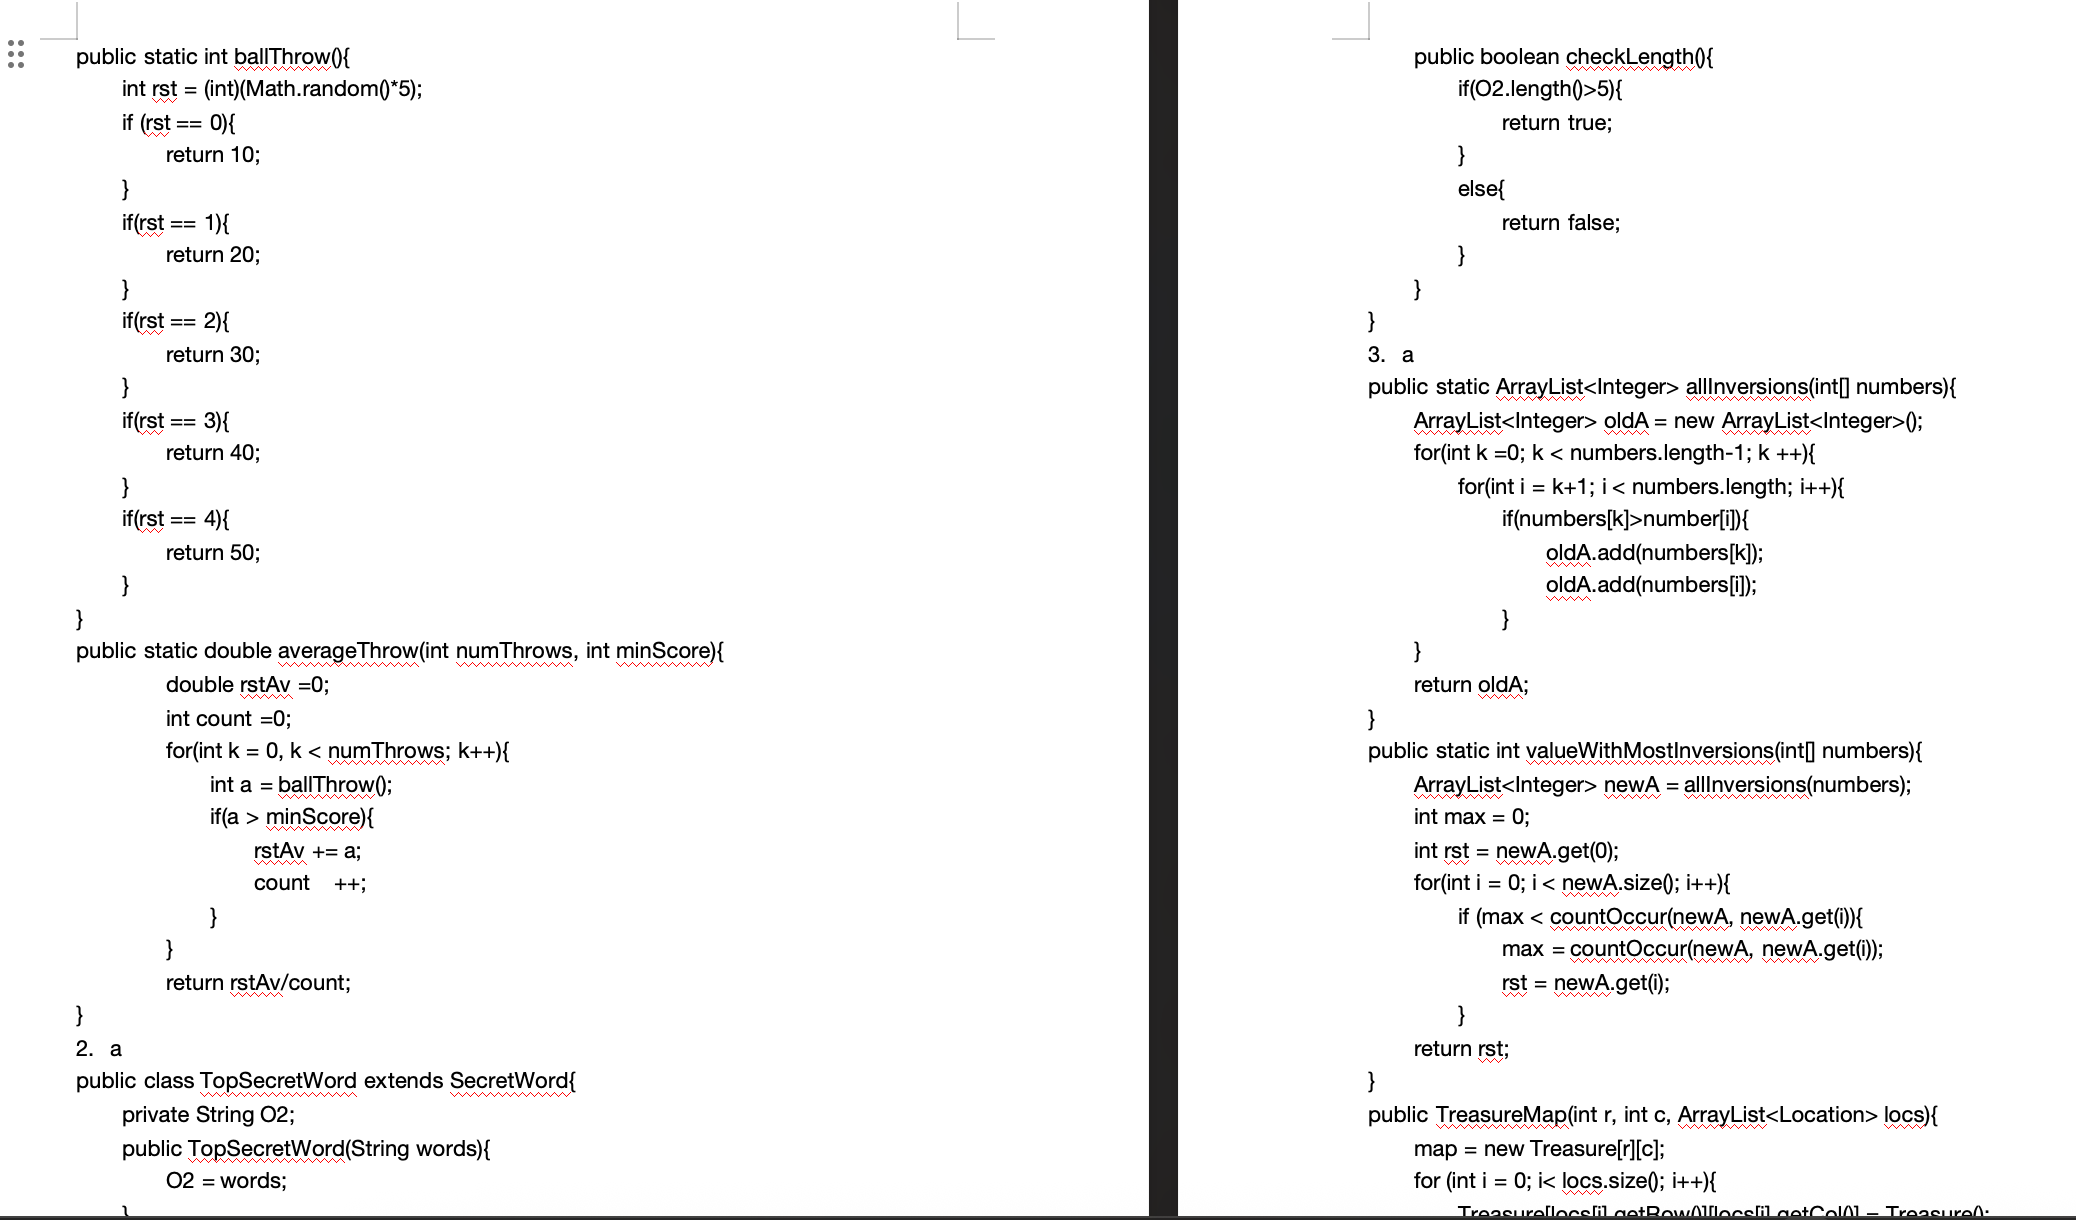 public static int ballThrow(){
int rst = (int)(Math.random()*5);
if (rst == 0){
return 10;
}
if(rst == 1){
return 20;
}
if(rst == 2){
return 30;
}
if(rst == 3){
return 40;
}
if(rst == 4){
return 50;
}
}
public static double averageThrow(int numThrows, int minScore){
double rstAv =0;
int count =0;
for(int k = 0, k < numThrows; k++){
int a = ballThrow();
if(a > minScore){
rstAv += a;
count ++;
}
}
return rstAv/count;
}
2. a
public class TopSecretWord extends SecretWord{
private String O2;
public TopSecretWord(String words){
O2 = words;
}
public boolean checkLength(){
if(O2.length()>5){
return true;
}
else{
return false;
}
}
}
3. a
public static ArrayList<Integer> allInversions(int[] numbers){
ArrayList<Integer> oldA = new ArrayList<Integer>();
for(int k =0; k < numbers.length-1; k ++){
for(int i = k+1; i < numbers.length; i++){
if(numbers[k]>number[i]){
oldA.add(numbers[k]);
oldA.add(numbers[i]);
}
}
return oldA;
}
public static int valueWithMostInversions(int[] numbers){
ArrayList<Integer> newA = allInversions(numbers);
int max = 0;
int rst = newA.get(0);
for(int i = 0; i < newA.size(); i++){
if (max < countOccur(newA, newA.get(i)){
max = countOccur(newA, newA.get(i));
rst = newA.get(i);
}
return rst;
}
public TreasureMap(int r, int c, ArrayList<Location> locs){
map = new Treasure[r][c];
for (int i = 0; i< locs.size(); i++){
Treasure[locs[i].getRow()][locs[i].getCol()] = Treasure();